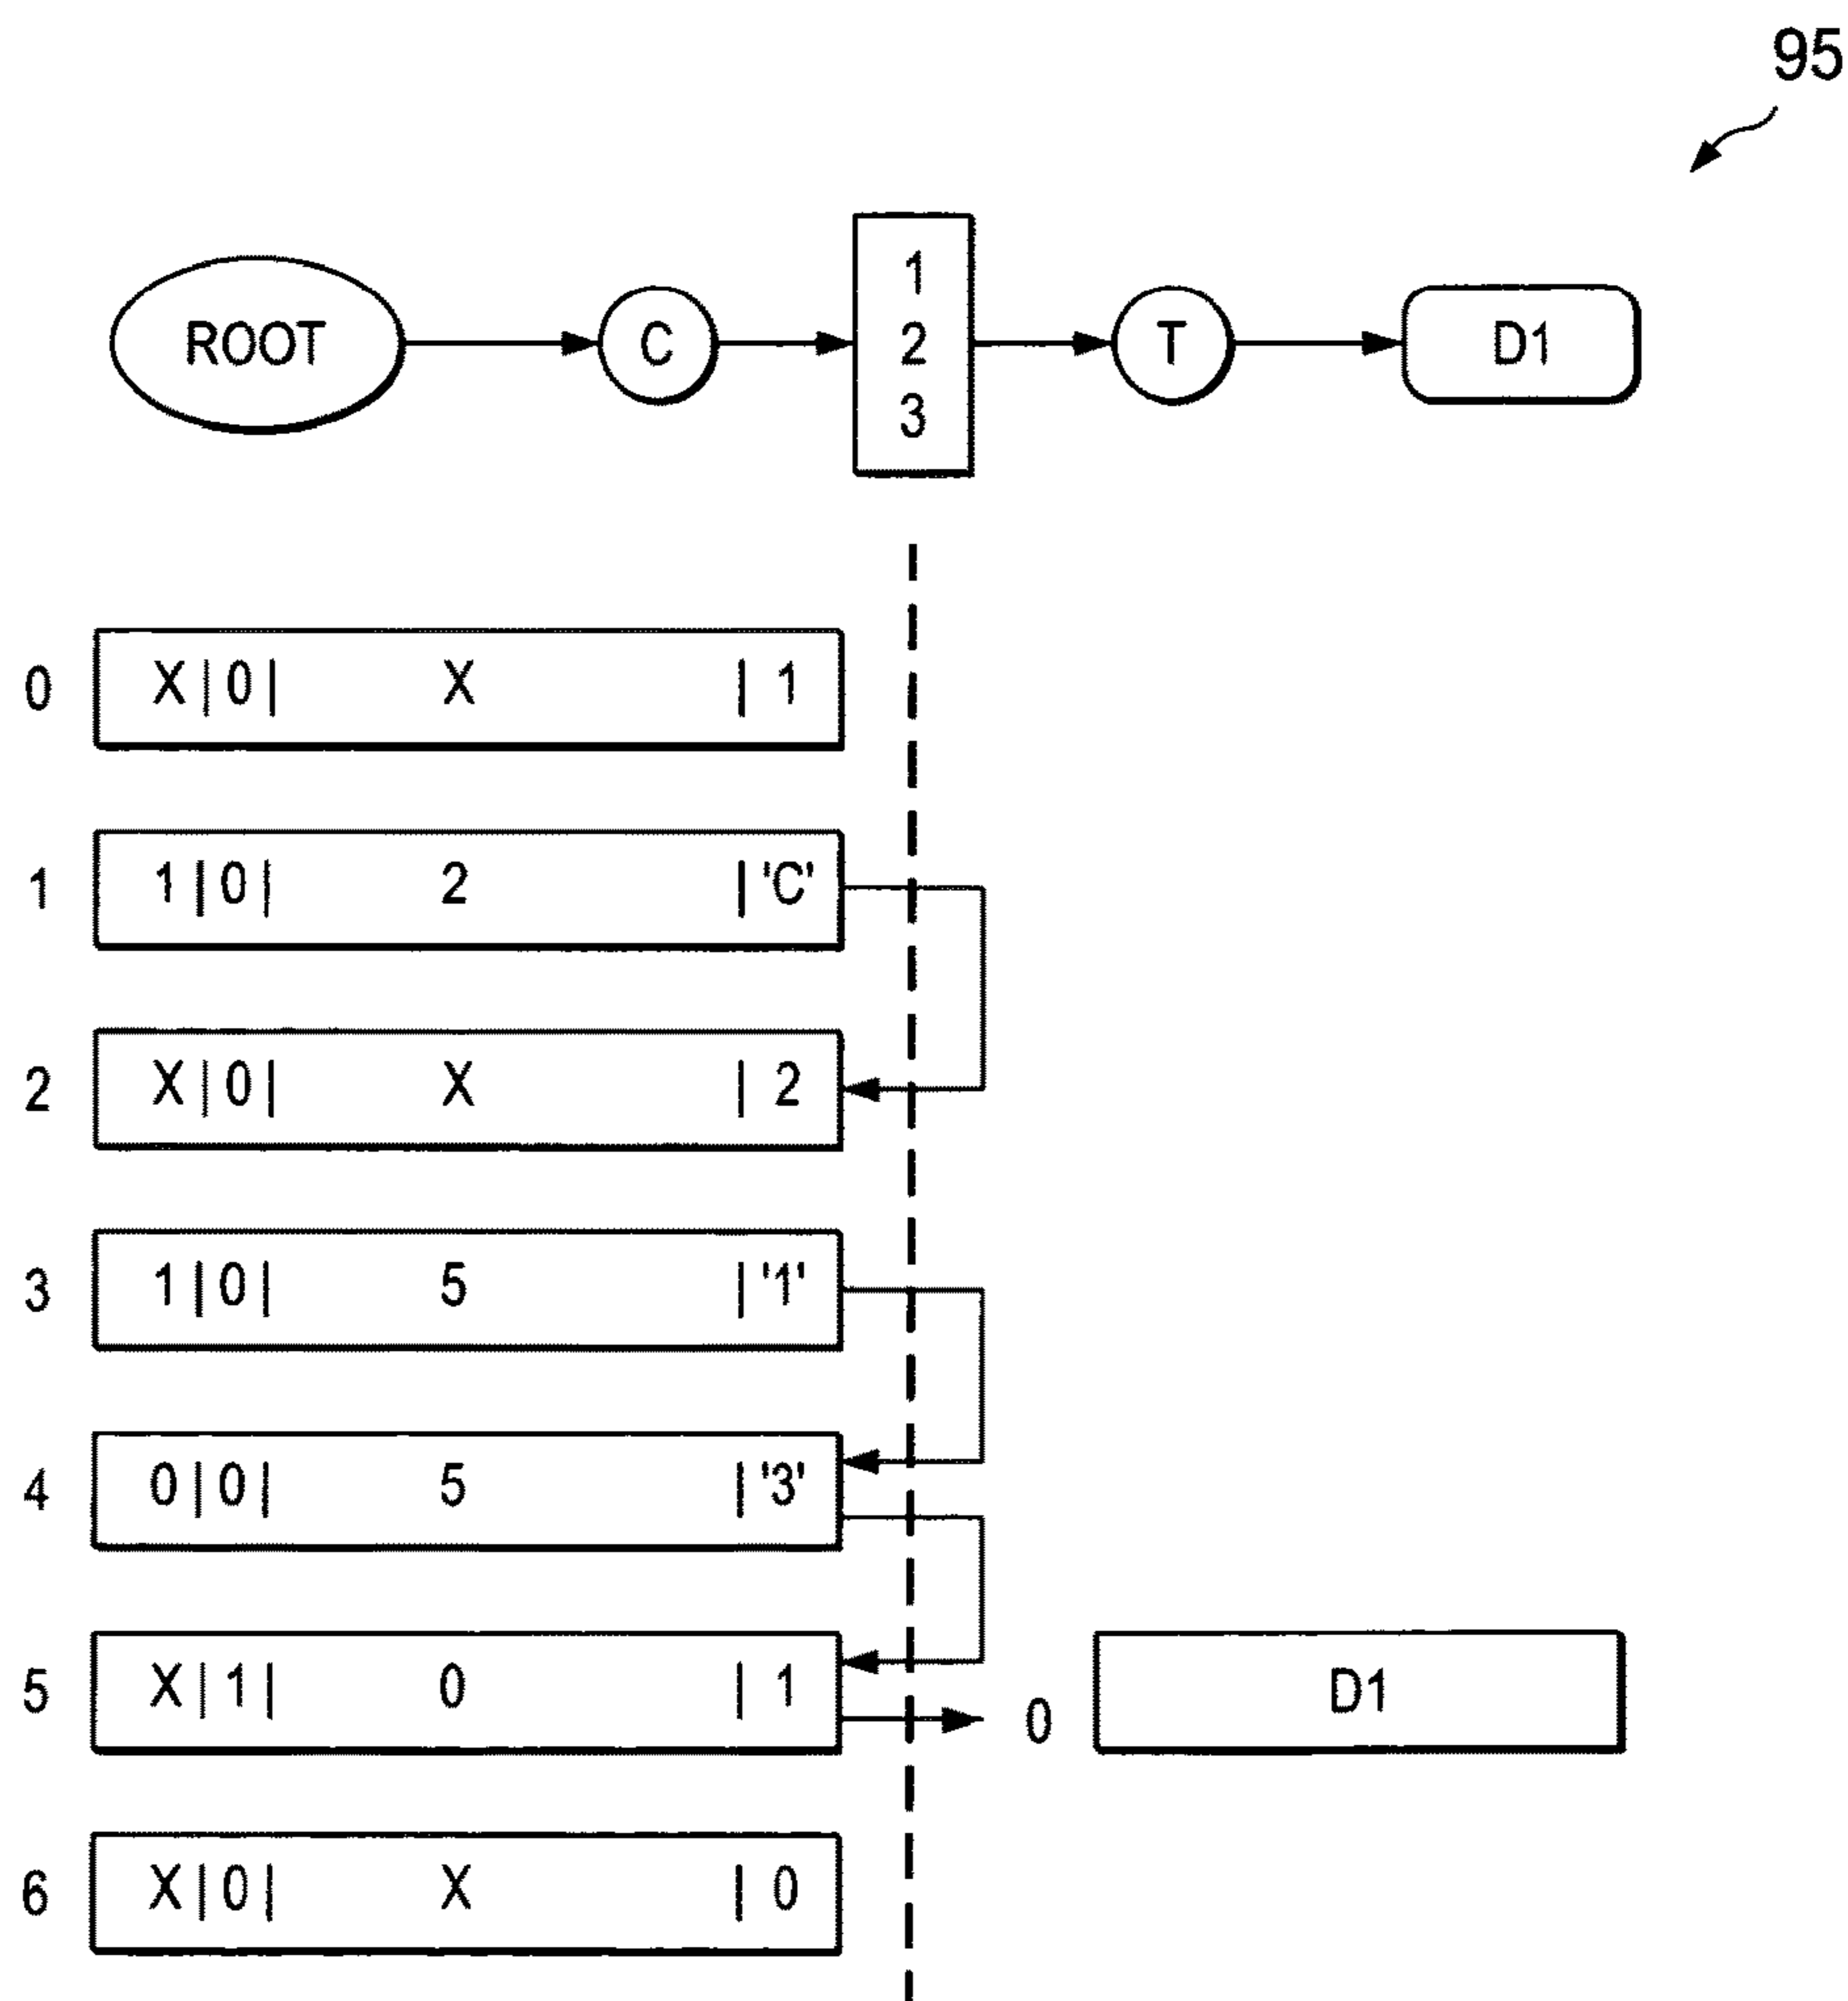 95
1
ROOT C 2 T D1
3
0 X|0| X | 1
1 1|0| 2 |'C'
2 X|0| X | 2
3 1|0| 5 |'1'
4 0|0| 5 |'3'
5 X|1| 0 | 1 0 D1
6 X|0| X | 0